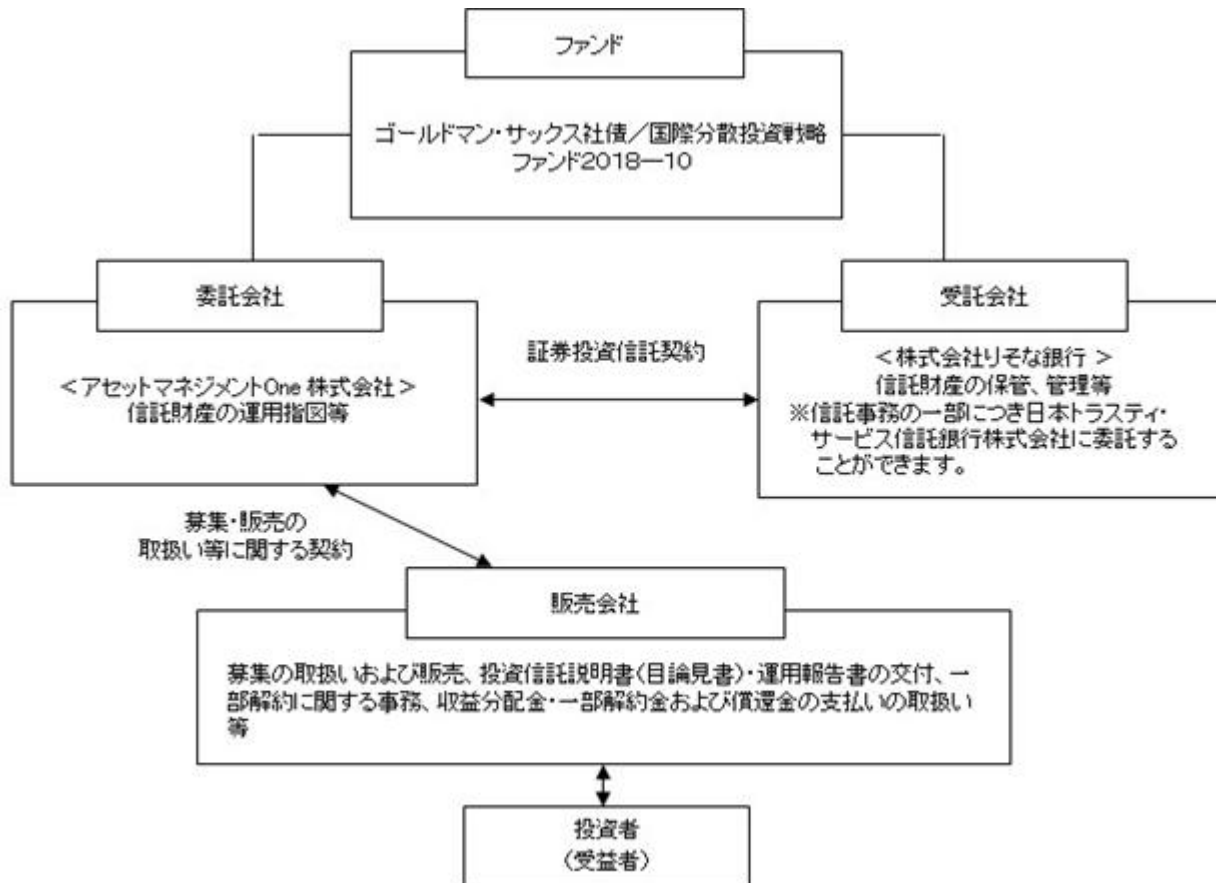 ファンド
ゴールドマン・サックス社債／国際分散投資戦略
ファンド２０１８－１０
委託会社
＜アセットマネジメントOne 株式会社＞
信託財産の運用指図等
証券投資信託契約
受託会社
＜株式会社りそな銀行 ＞
信託財産の保管、管理等
※信託事務の一部につき日本トラスティ・
サービス信託銀行株式会社に委託する
ことができます。
募集・販売の
取扱い等に関する契約
販売会社
募集の取扱いおよび販売、投資信託説明書（目論見書）・運用報告書の交付、一
部解約に関する事務、収益分配金・一部解約金および償還金の支払いの取扱い
等
投資者
（受益者）